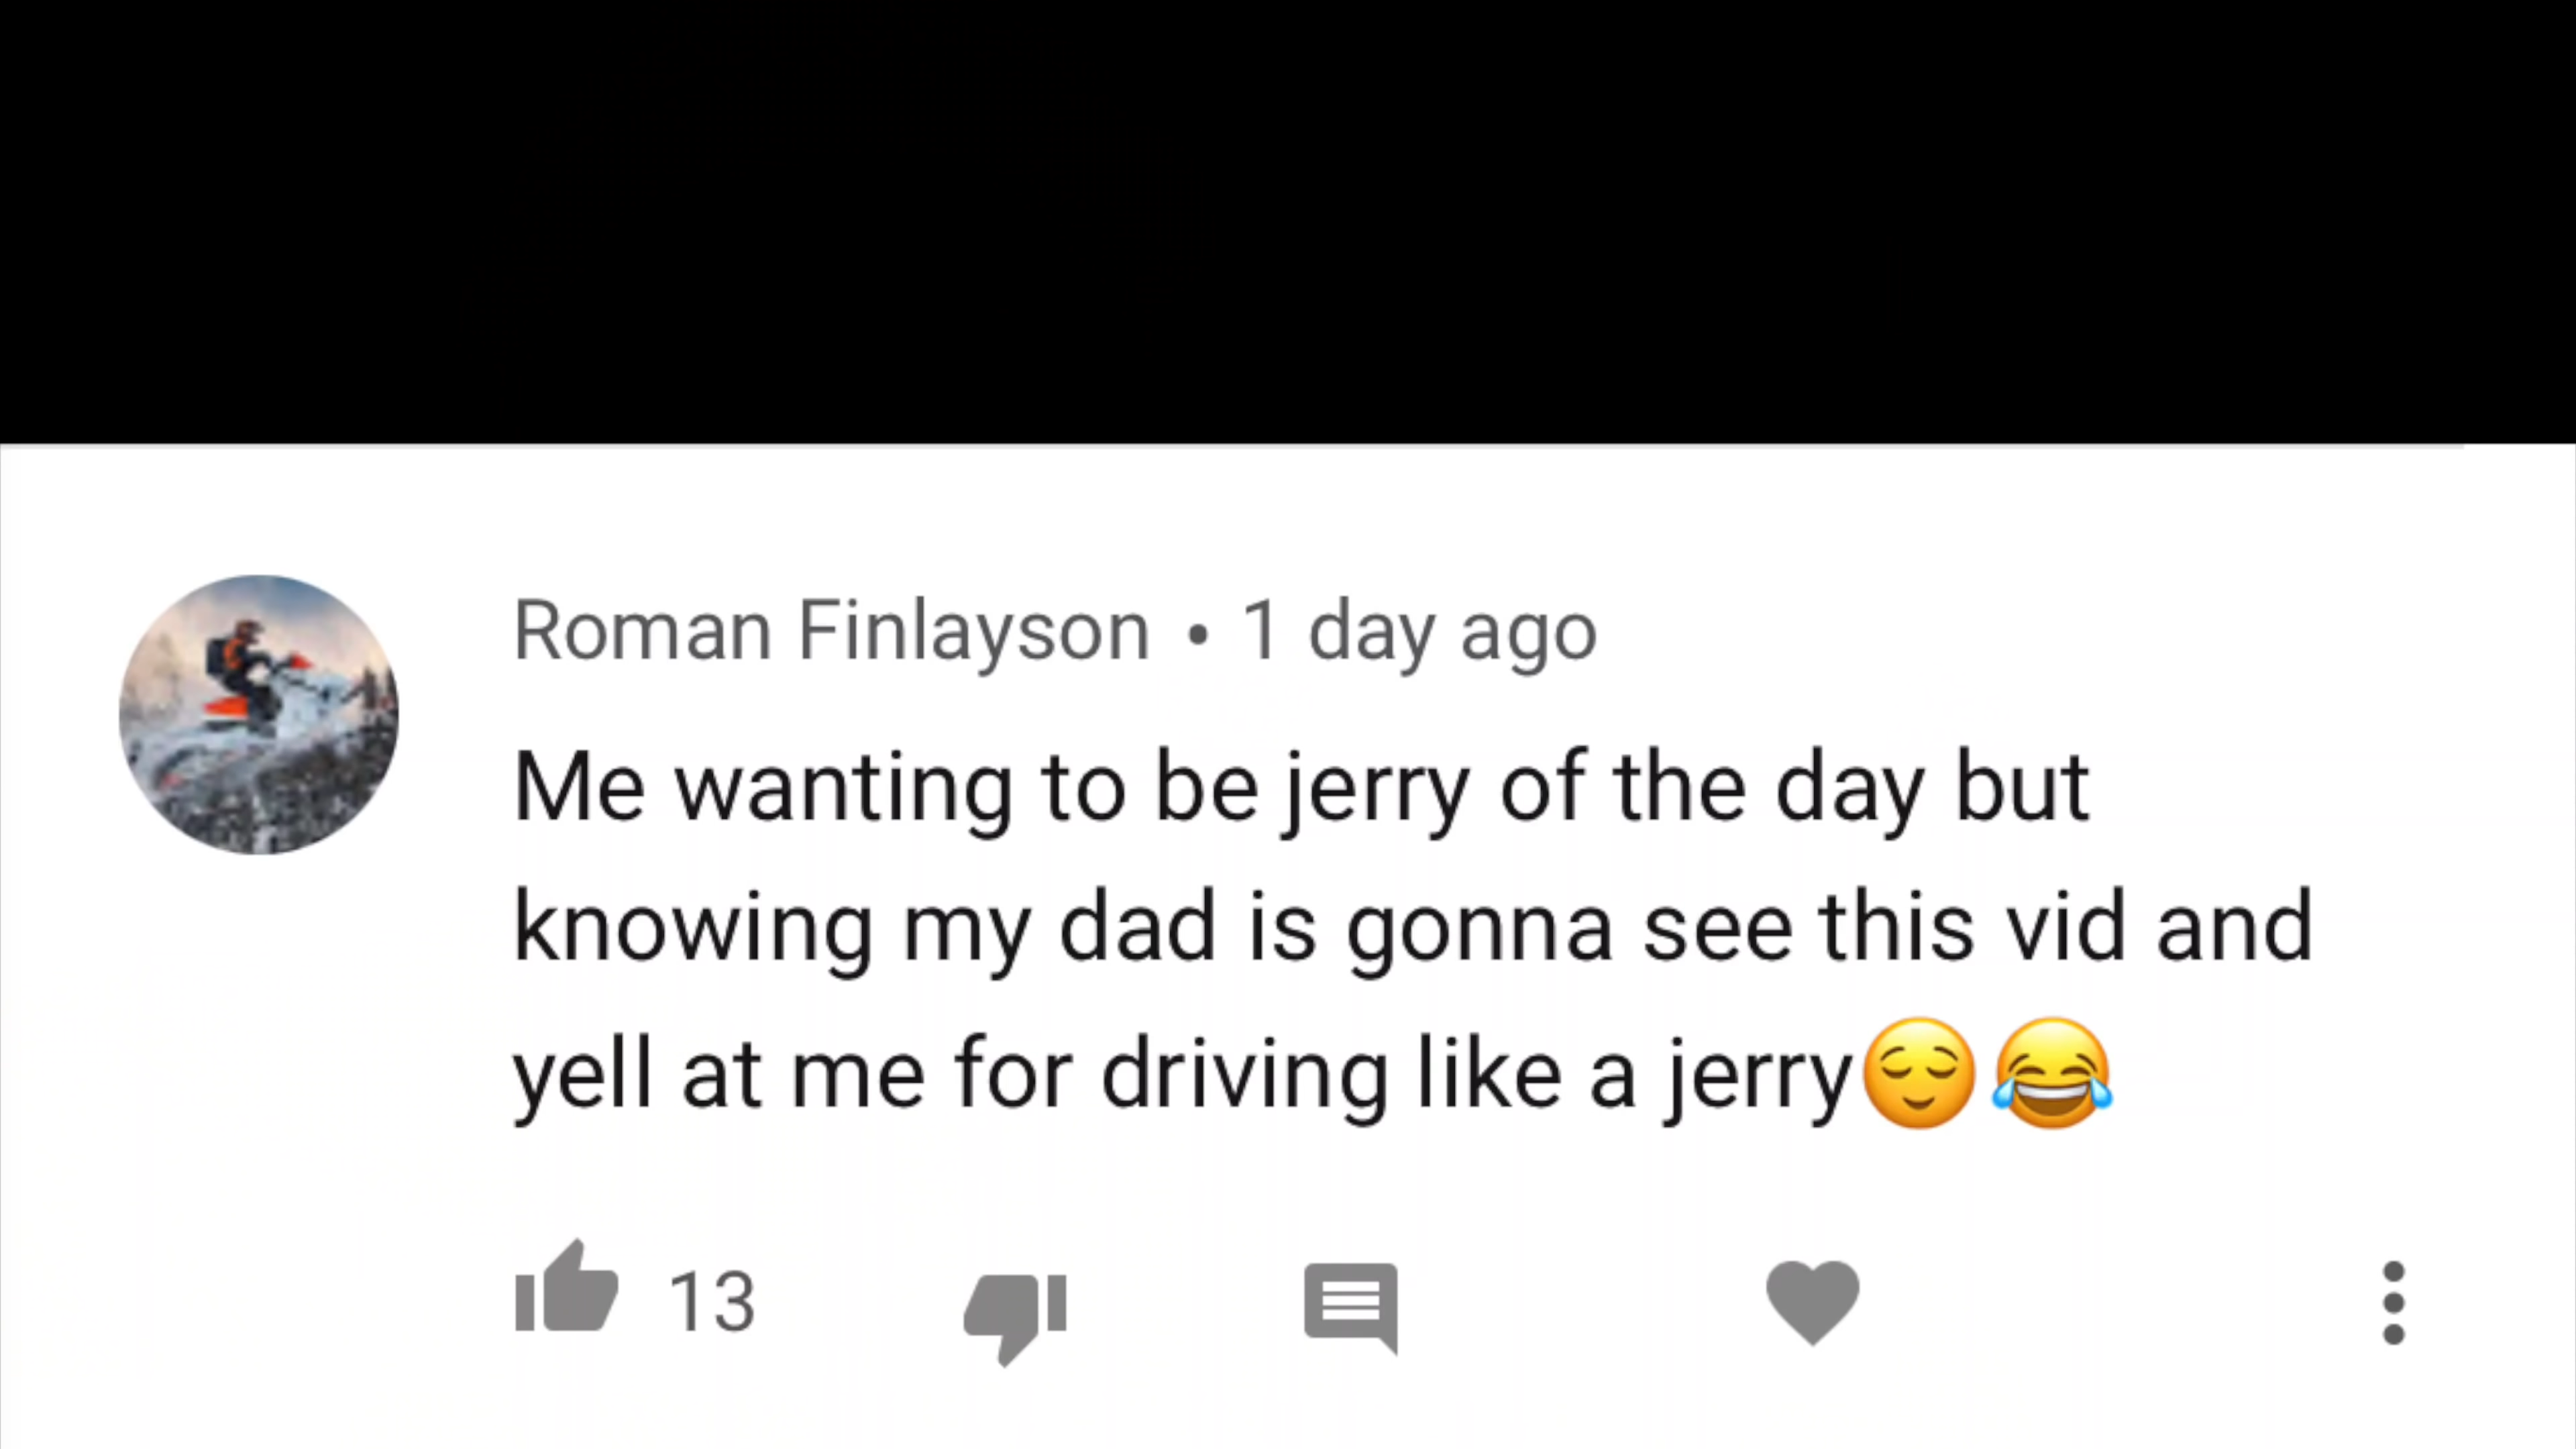 Roman Finlayson • 1 day ago
Me wanting to be jerry of the day but
knowing my dad is gonna see this vid and
yell at me for driving like a jerry😌😂
13